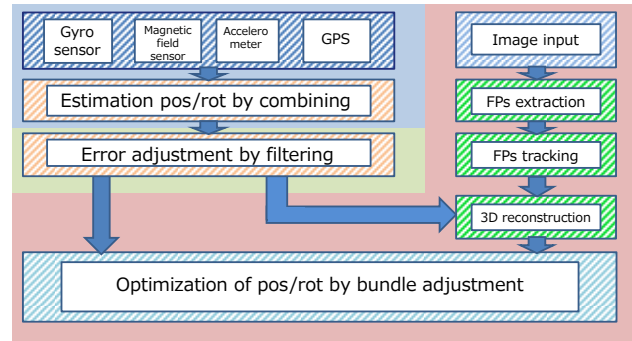 Gyro
sensor
Magnetic
field
sensor
Accelero
meter
GPS
Image input
Estimation pos/rot by combining
FPs extraction
Error adjustment by filtering
FPs tracking
3D reconstruction
Optimization of pos/rot by bundle adjustment